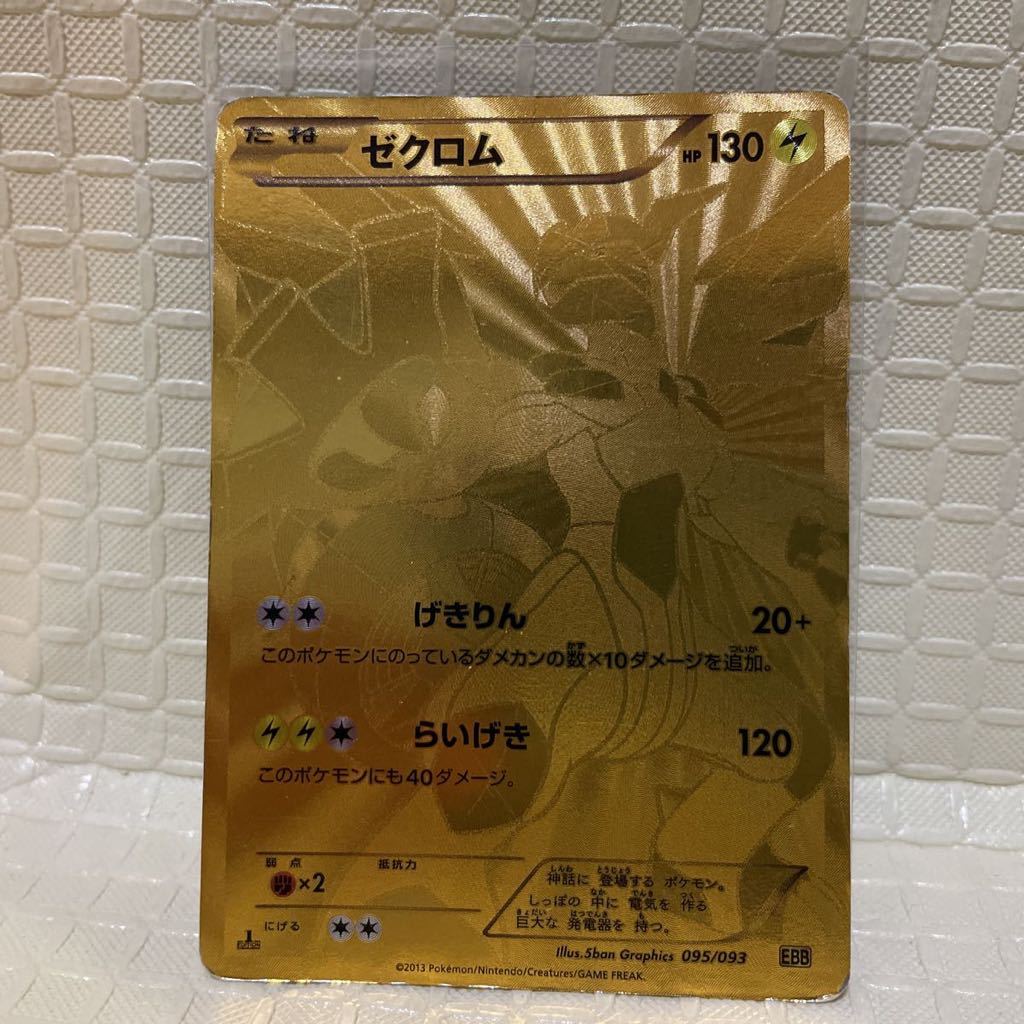 たね ゼクロム HP 130
げきりん 20+
このポケモンにのっているダメカンの数×10ダメージを追加。
らいげき 120
このポケモンにも40ダメージ。
弱点 抵抗力
×2
にげる
神話に 登場する ポケモン。
しっぽの 中に 電気を 作る
巨大な 発電器を 持つ。
1 EDITION
Illus.5ban Graphics 095/093 EBB
©2013 Pokémon/Nintendo/Creatures/GAME FREAK.